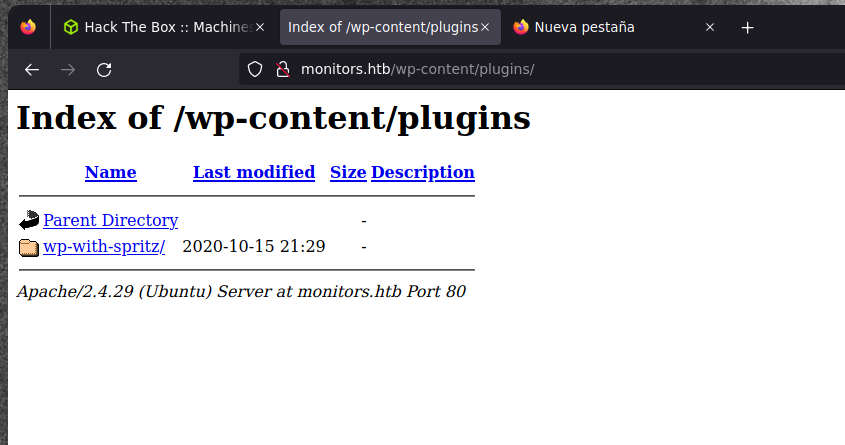 Hack The Box :: Machine
Index of /wp-content/plugins
Nueva pestaña
monitors.htb/wp-content/plugins/
Index of /wp-content/plugins
Name Last modified Size Description
Parent Directory -
wp-with-spritz/ 2020-10-15 21:29 -
Apache/2.4.29 (Ubuntu) Server at monitors.htb Port 80